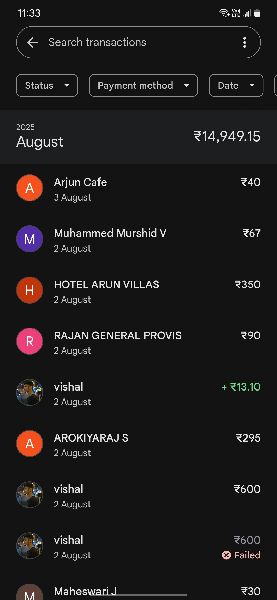 11:33
Search transactions
Status
Payment method
Date
2025
August
₹14,949.15
A
Arjun Cafe
₹40
3 August
M
Muhammed Murshid V
₹67
2 August
H
HOTEL ARUN VILLAS
₹350
2 August
R
RAJAN GENERAL PROVIS
₹90
2 August
vishal
+ ₹13.10
2 August
A
AROKIYARAJ S
₹295
2 August
vishal
₹600
2 August
vishal
₹600
2 August
Failed
M
Maheswari J
₹30